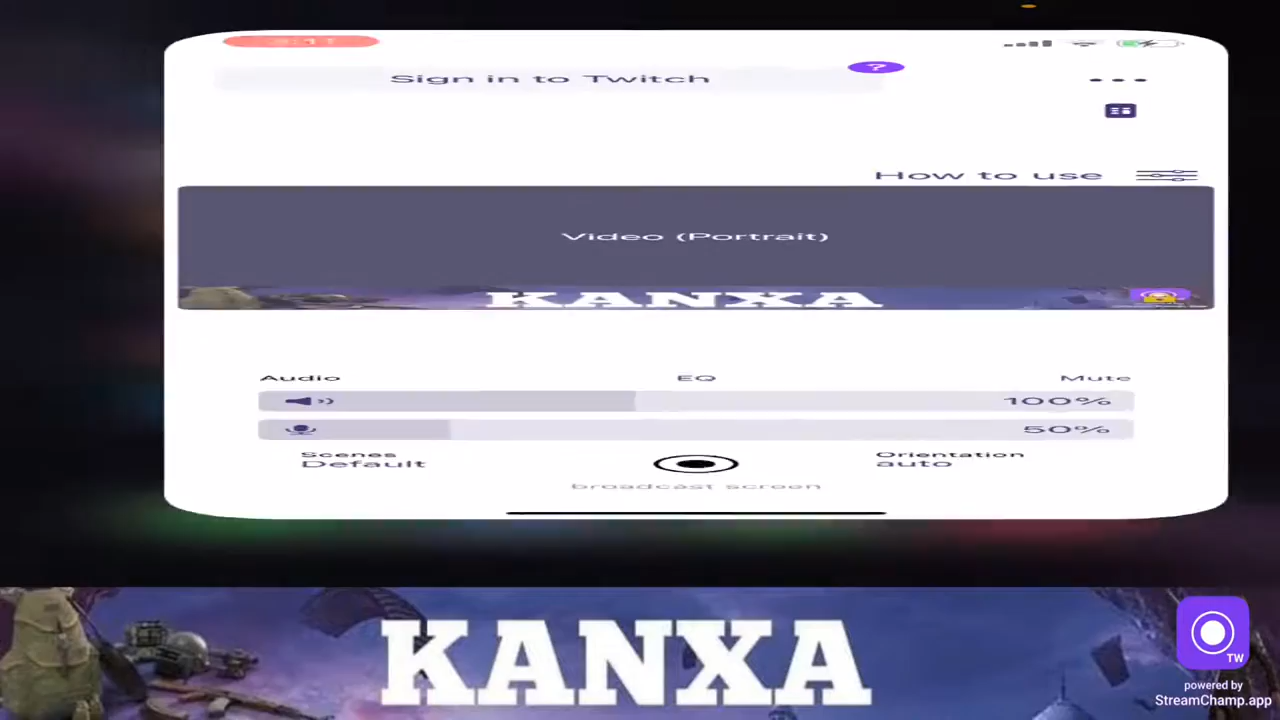 Sign in to Twitch
?
How to use
Video (Portrait)
KANXA
Audio
EQ
Mute
100%
50%
Scenes
Default
Orientation
auto
broadcast screen
KANXA
TW
powered by
StreamChamp.app